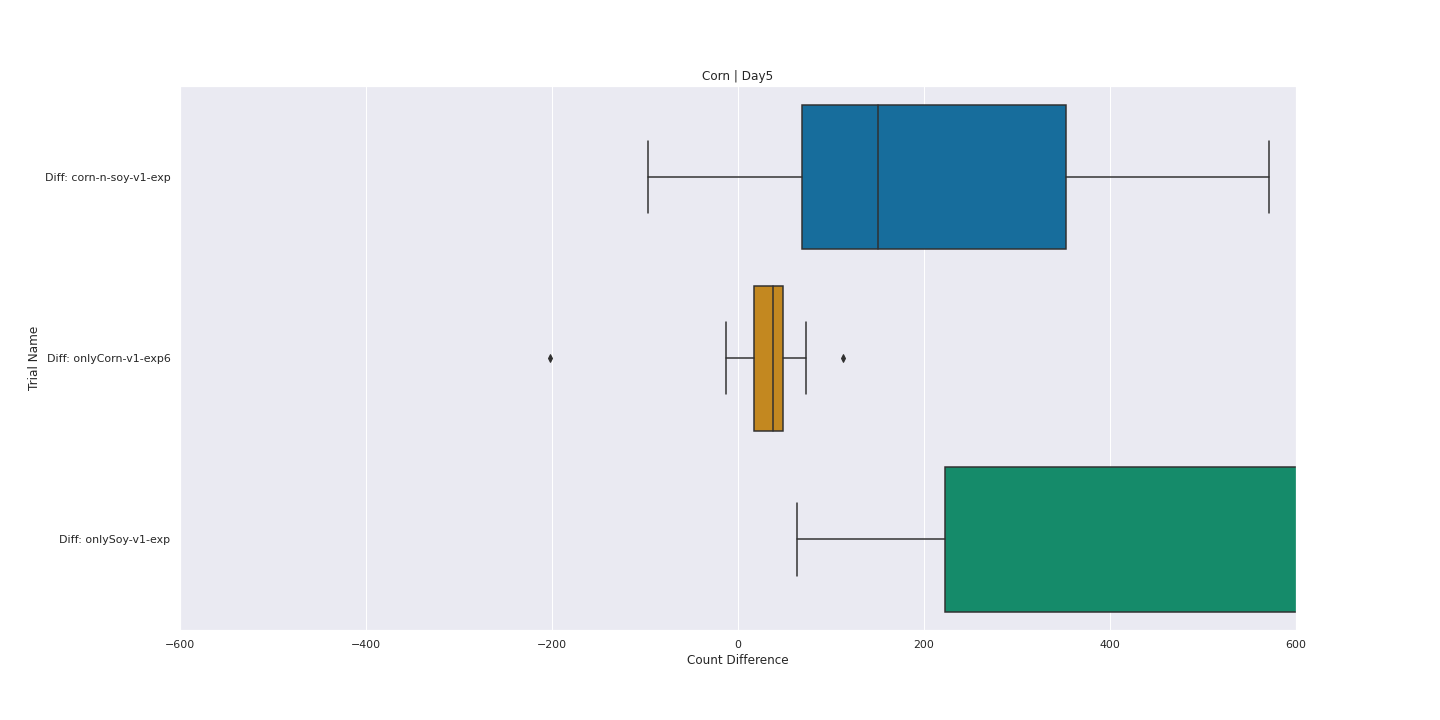 Corn | Day5
Trial Name
Diff: corn-n-soy-v1-exp
Diff: onlyCorn-v1-exp6
Diff: onlySoy-v1-exp
−600 −400 −200 0 200 400 600
Count Difference